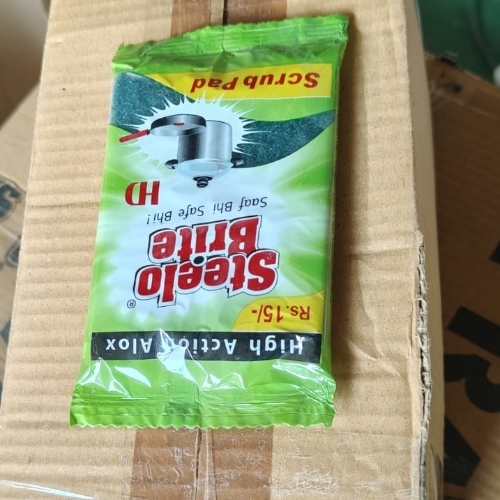 High Action Alox
Rs.15/-
Steelo
Brite®
Saaf Bhi Safe Bhi!
HD
Scrub Pad